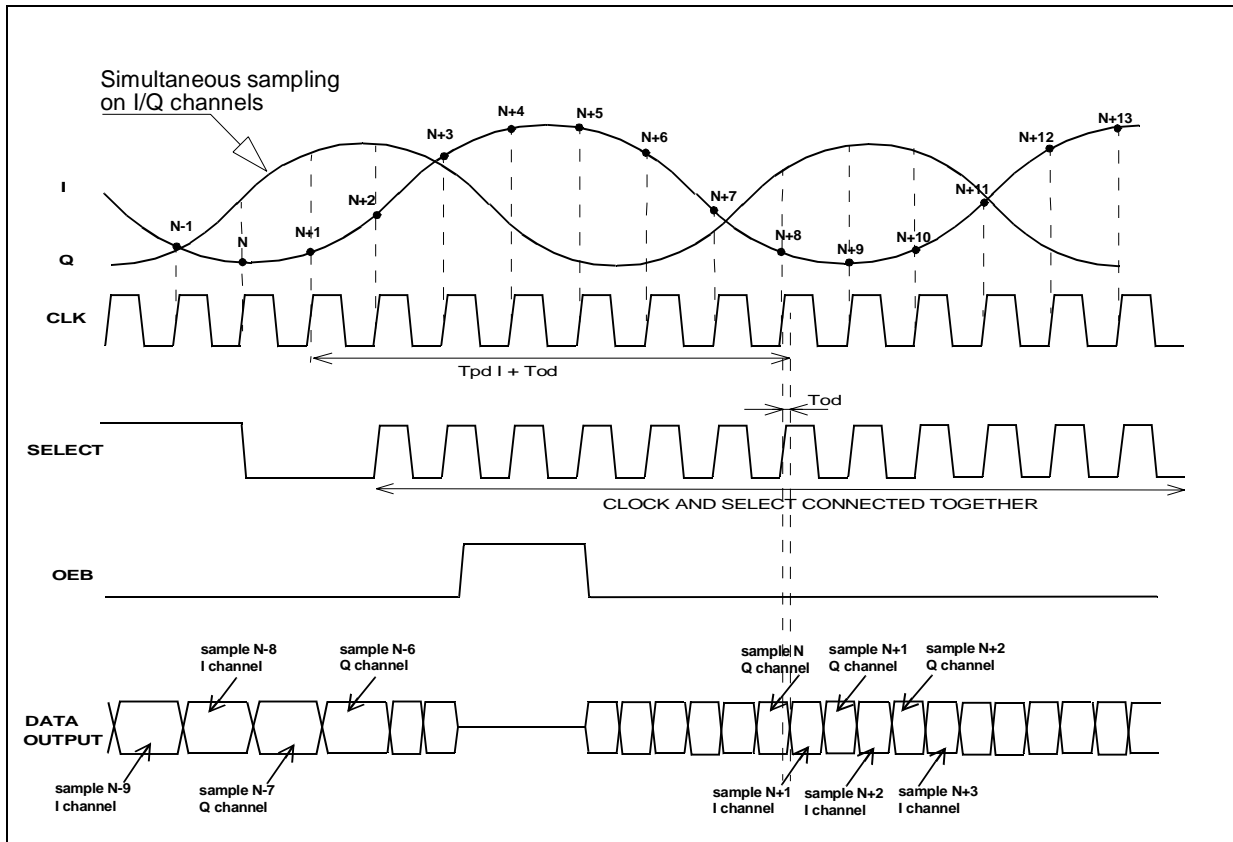 Simultaneous sampling
on I/Q channels
N-1
N
N+1
N+2
N+3
N+4
N+5
N+6
N+7
N+8
N+9
N+10
N+11
N+12
N+13
I
Q
CLK
Tpd I + Tod
Tod
SELECT
CLOCK AND SELECT CONNECTED TOGETHER
OEB
sample N-8
I channel
sample N-6
Q channel
sample N
Q channel
sample N+1
Q channel
sample N+2
Q channel
DATA
OUTPUT
sample N-9
I channel
sample N-7
Q channel
sample N+1
I channel
sample N+2
I channel
sample N+3
I channel